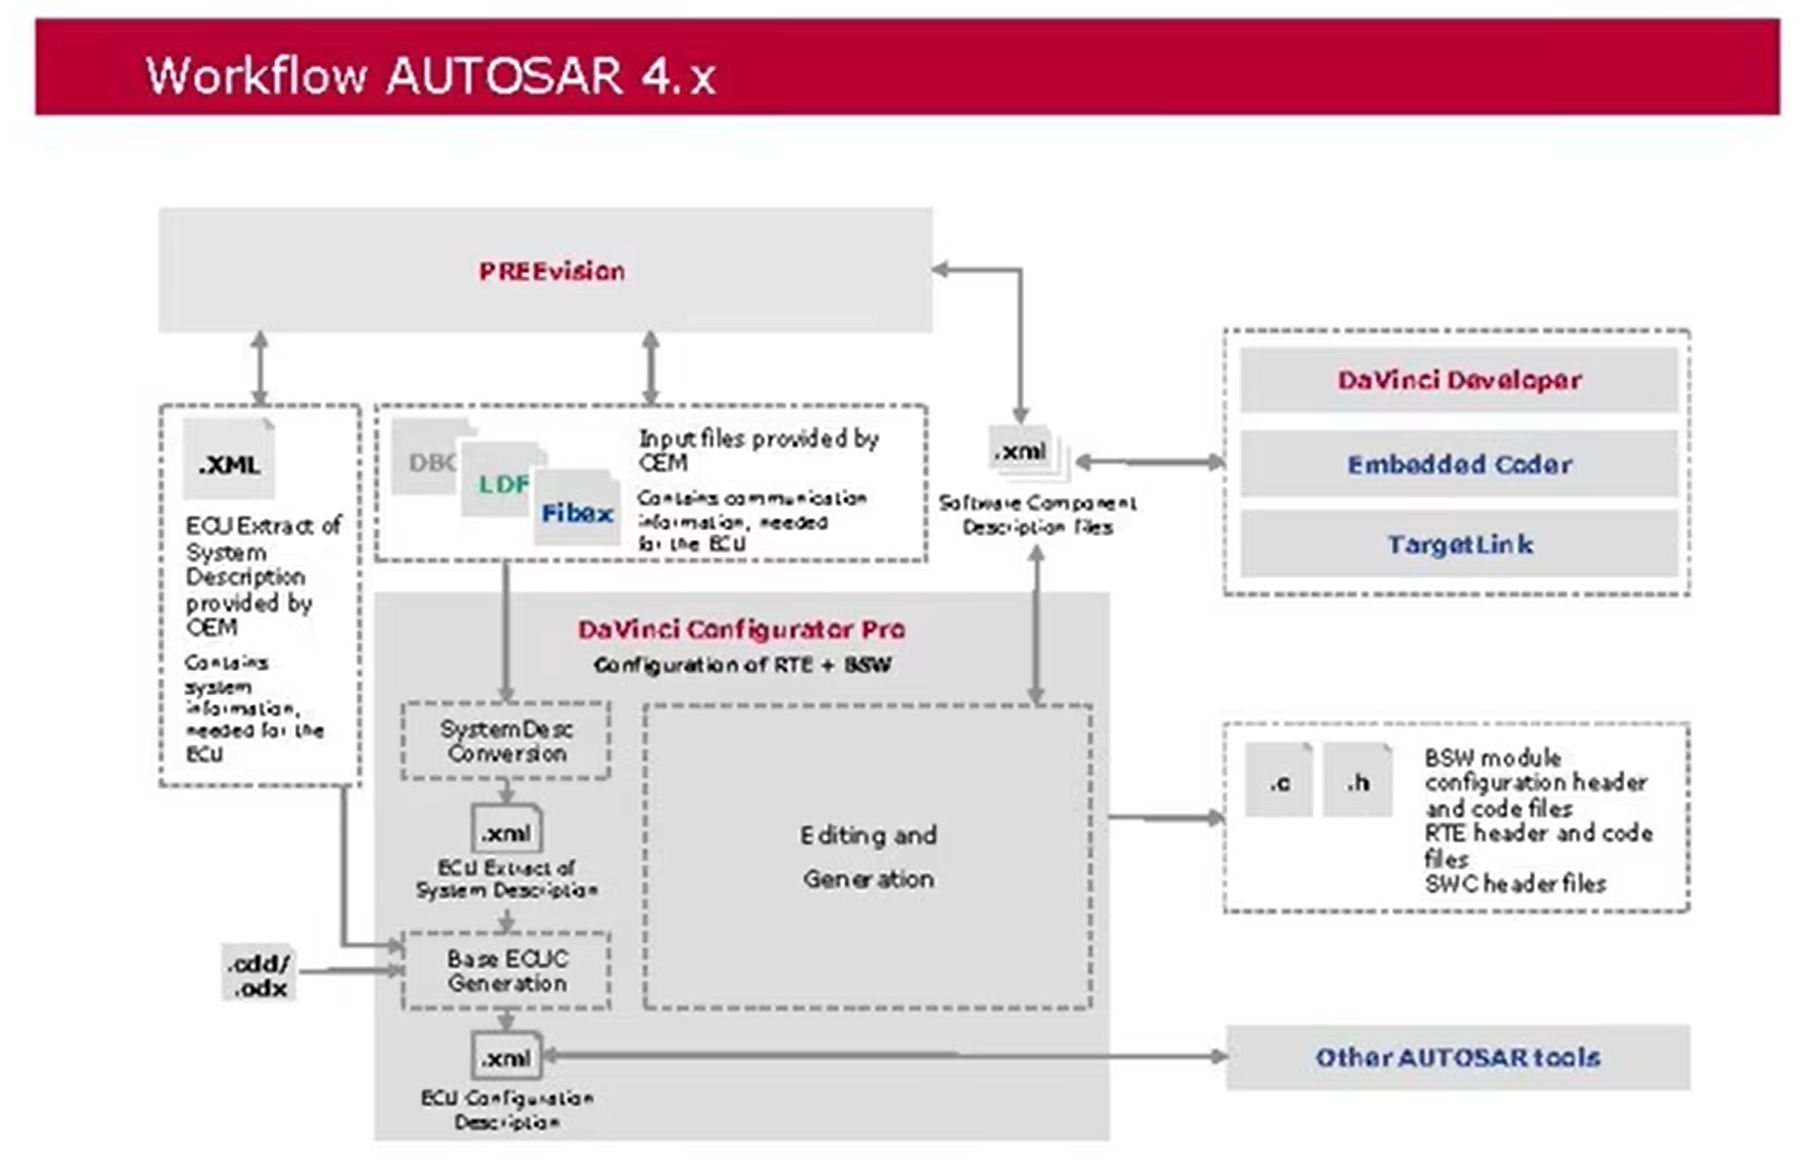 Workflow AUTOSAR 4.x
PREEvision
.XML
ECU Extract of
System
Description
provided by
OEM
Contains
system
information,
needed for the
ECU
DBC
LDF
Fibex
Input files provided by
OEM
Contains communication
information, needed
for the ECU
.xml
Software Component
Description files
DaVinci Developer
Embedded Coder
TargetLink
DaVinci Configurator Pro
Configuration of RTE + BSW
SystemDesc
Conversion
.xml
ECU Extract of
System Description
Base ECUC
Generation
.xml
ECU Configuration
Description
Editing and
Generation
.cdd/
.odx
.c
.h
BSW module
configuration header
and code files
RTE header and code
files
SWC header files
Other AUTOSAR tools